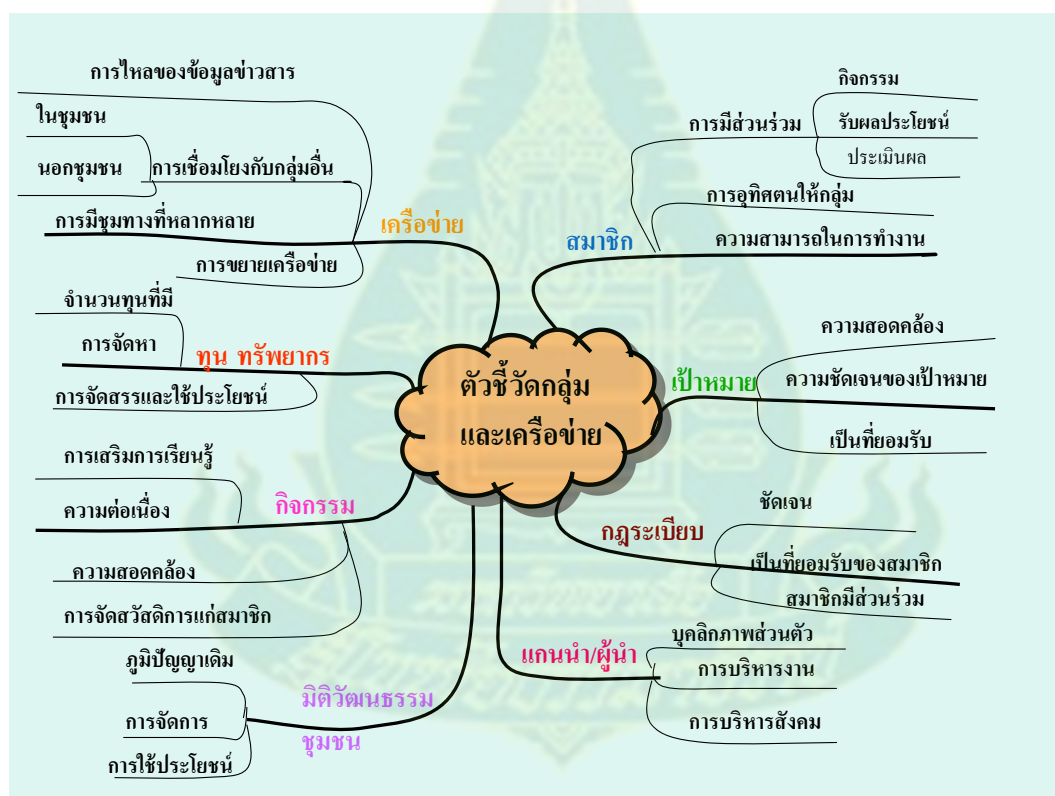 ตัวชี้วัดกลุ่ม
และเครือข่าย
สมาชิก
การมีส่วนร่วม
กิจกรรม
รับผลประโยชน์
ประเมินผล
การอุทิศตนให้กลุ่ม
ความสามารถในการทำงาน
เป้าหมาย
ความสอดคล้อง
ความชัดเจนของเป้าหมาย
เป็นที่ยอมรับ
กฎระเบียบ
ชัดเจน
เป็นที่ยอมรับของสมาชิก
สมาชิกมีส่วนร่วม
แกนนำ/ผู้นำ
บุคลิกภาพส่วนตัว
การบริหารงาน
การบริหารสังคม
มิติวัฒนธรรม
ชุมชน
ภูมิปัญญาเดิม
การจัดการ
การใช้ประโยชน์
กิจกรรม
การเสริมการเรียนรู้
ความต่อเนื่อง
ความสอดคล้อง
การจัดสวัสดิการแก่สมาชิก
ทุน ทรัพยากร
จำนวนทุนที่มี
การจัดหา
การจัดสรรและใช้ประโยชน์
เครือข่าย
การไหลของข้อมูลข่าวสาร
ในชุมชน
นอกชุมชน
การเชื่อมโยงกับกลุ่มอื่น
การมีชุมทางที่หลากหลาย
การขยายเครือข่าย